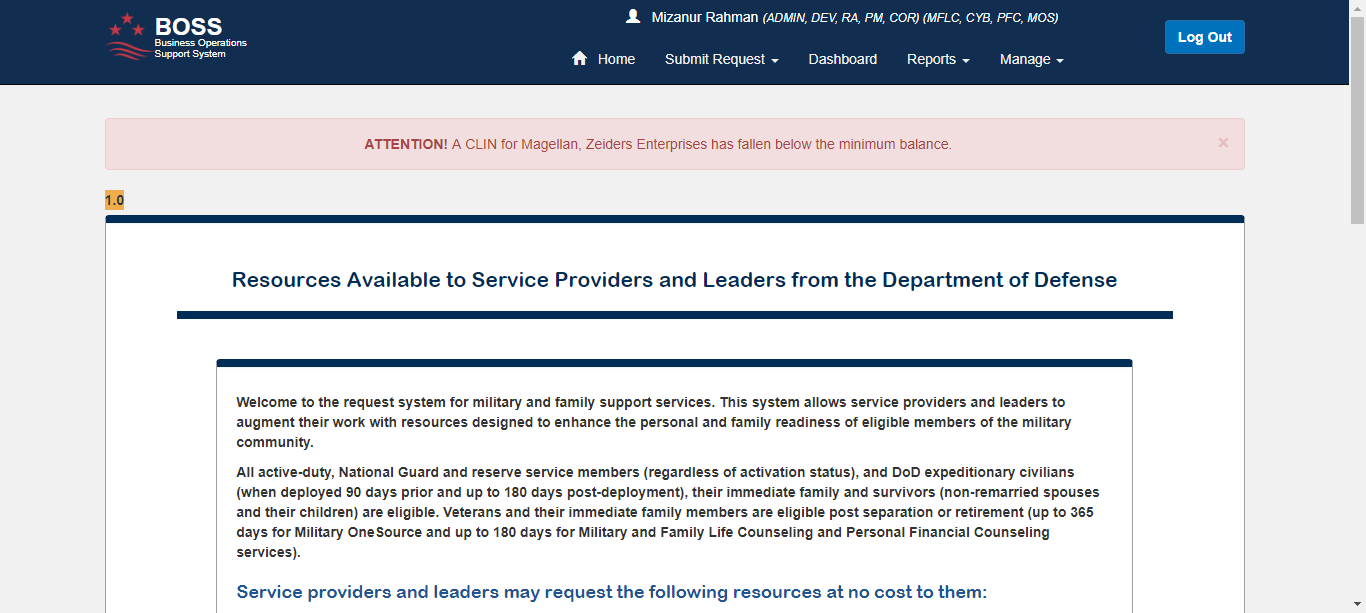 BOSS
Business Operations
Support System
Mizanur Rahman (ADMIN, DEV, RA, PM, COR) (MFLC, CYB, PFC, MOS)
Home Submit Request Dashboard Reports Manage
Log Out
ATTENTION! A CLIN for Magellan, Zeiders Enterprises has fallen below the minimum balance.
×
1.0
Resources Available to Service Providers and Leaders from the Department of Defense
Welcome to the request system for military and family support services. This system allows service providers and leaders to
augment their work with resources designed to enhance the personal and family readiness of eligible members of the military
community.
All active-duty, National Guard and reserve service members (regardless of activation status), and DoD expeditionary civilians
(when deployed 90 days prior and up to 180 days post-deployment), their immediate family and survivors (non-remarried spouses
and their children) are eligible. Veterans and their immediate family members are eligible post separation or retirement (up to 365
days for Military OneSource and up to 180 days for Military and Family Life Counseling and Personal Financial Counseling
services).
Service providers and leaders may request the following resources at no cost to them: